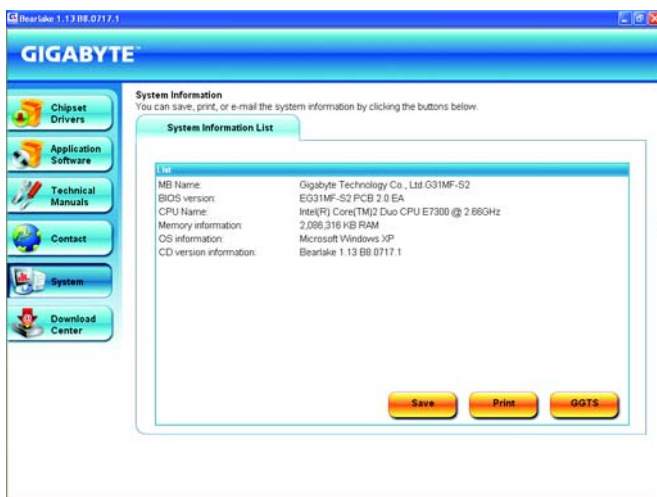 Bearlake 1.13 B8.0717.1
GIGABYTE™
Chipset
Drivers
Application
Software
Technical
Manuals
Contact
System
Download
Center
System Information
You can save, print, or e-mail the system information by clicking the buttons below.
System Information List
List
MB Name: Gigabyte Technology Co., Ltd.G31MF-S2
BIOS version: EG31MF-S2 PCB 2.0 EA
CPU Name: Intel(R) Core(TM)2 Duo CPU E7300 @ 2.66GHz
Memory information: 2,086,316 KB RAM
OS information: Microsoft Windows XP
CD version information: Bearlake 1.13 B8.0717.1
Save Print GGTS